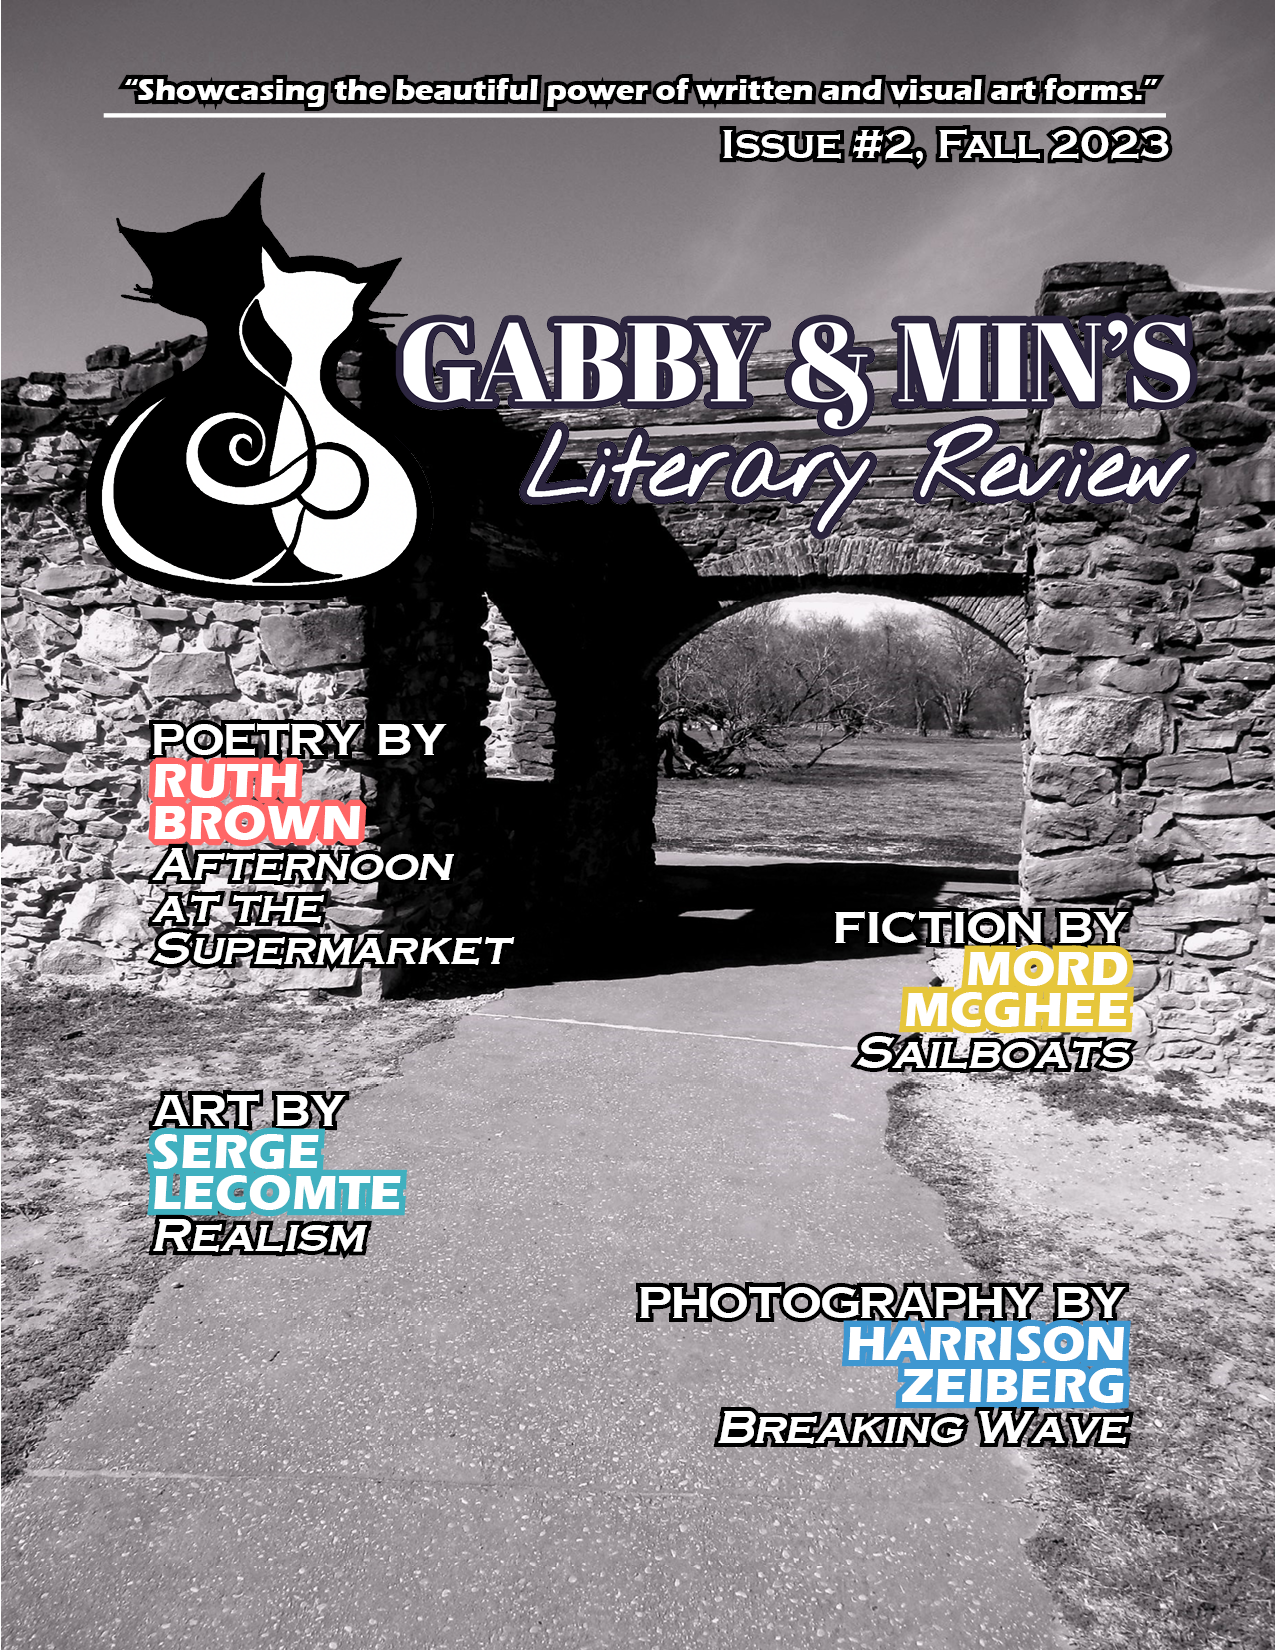 “Showcasing the beautiful power of written and visual art forms.”
Issue #2, Fall 2023
GABBY & MIN’S
Literary Review
POETRY BY
RUTH
BROWN
Afternoon
at the
Supermarket
FICTION BY
MORD
MCGHEE
Sailboats
ART BY
SERGE
LECOMTE
Realism
PHOTOGRAPHY BY
HARRISON
ZEIBERG
Breaking Wave